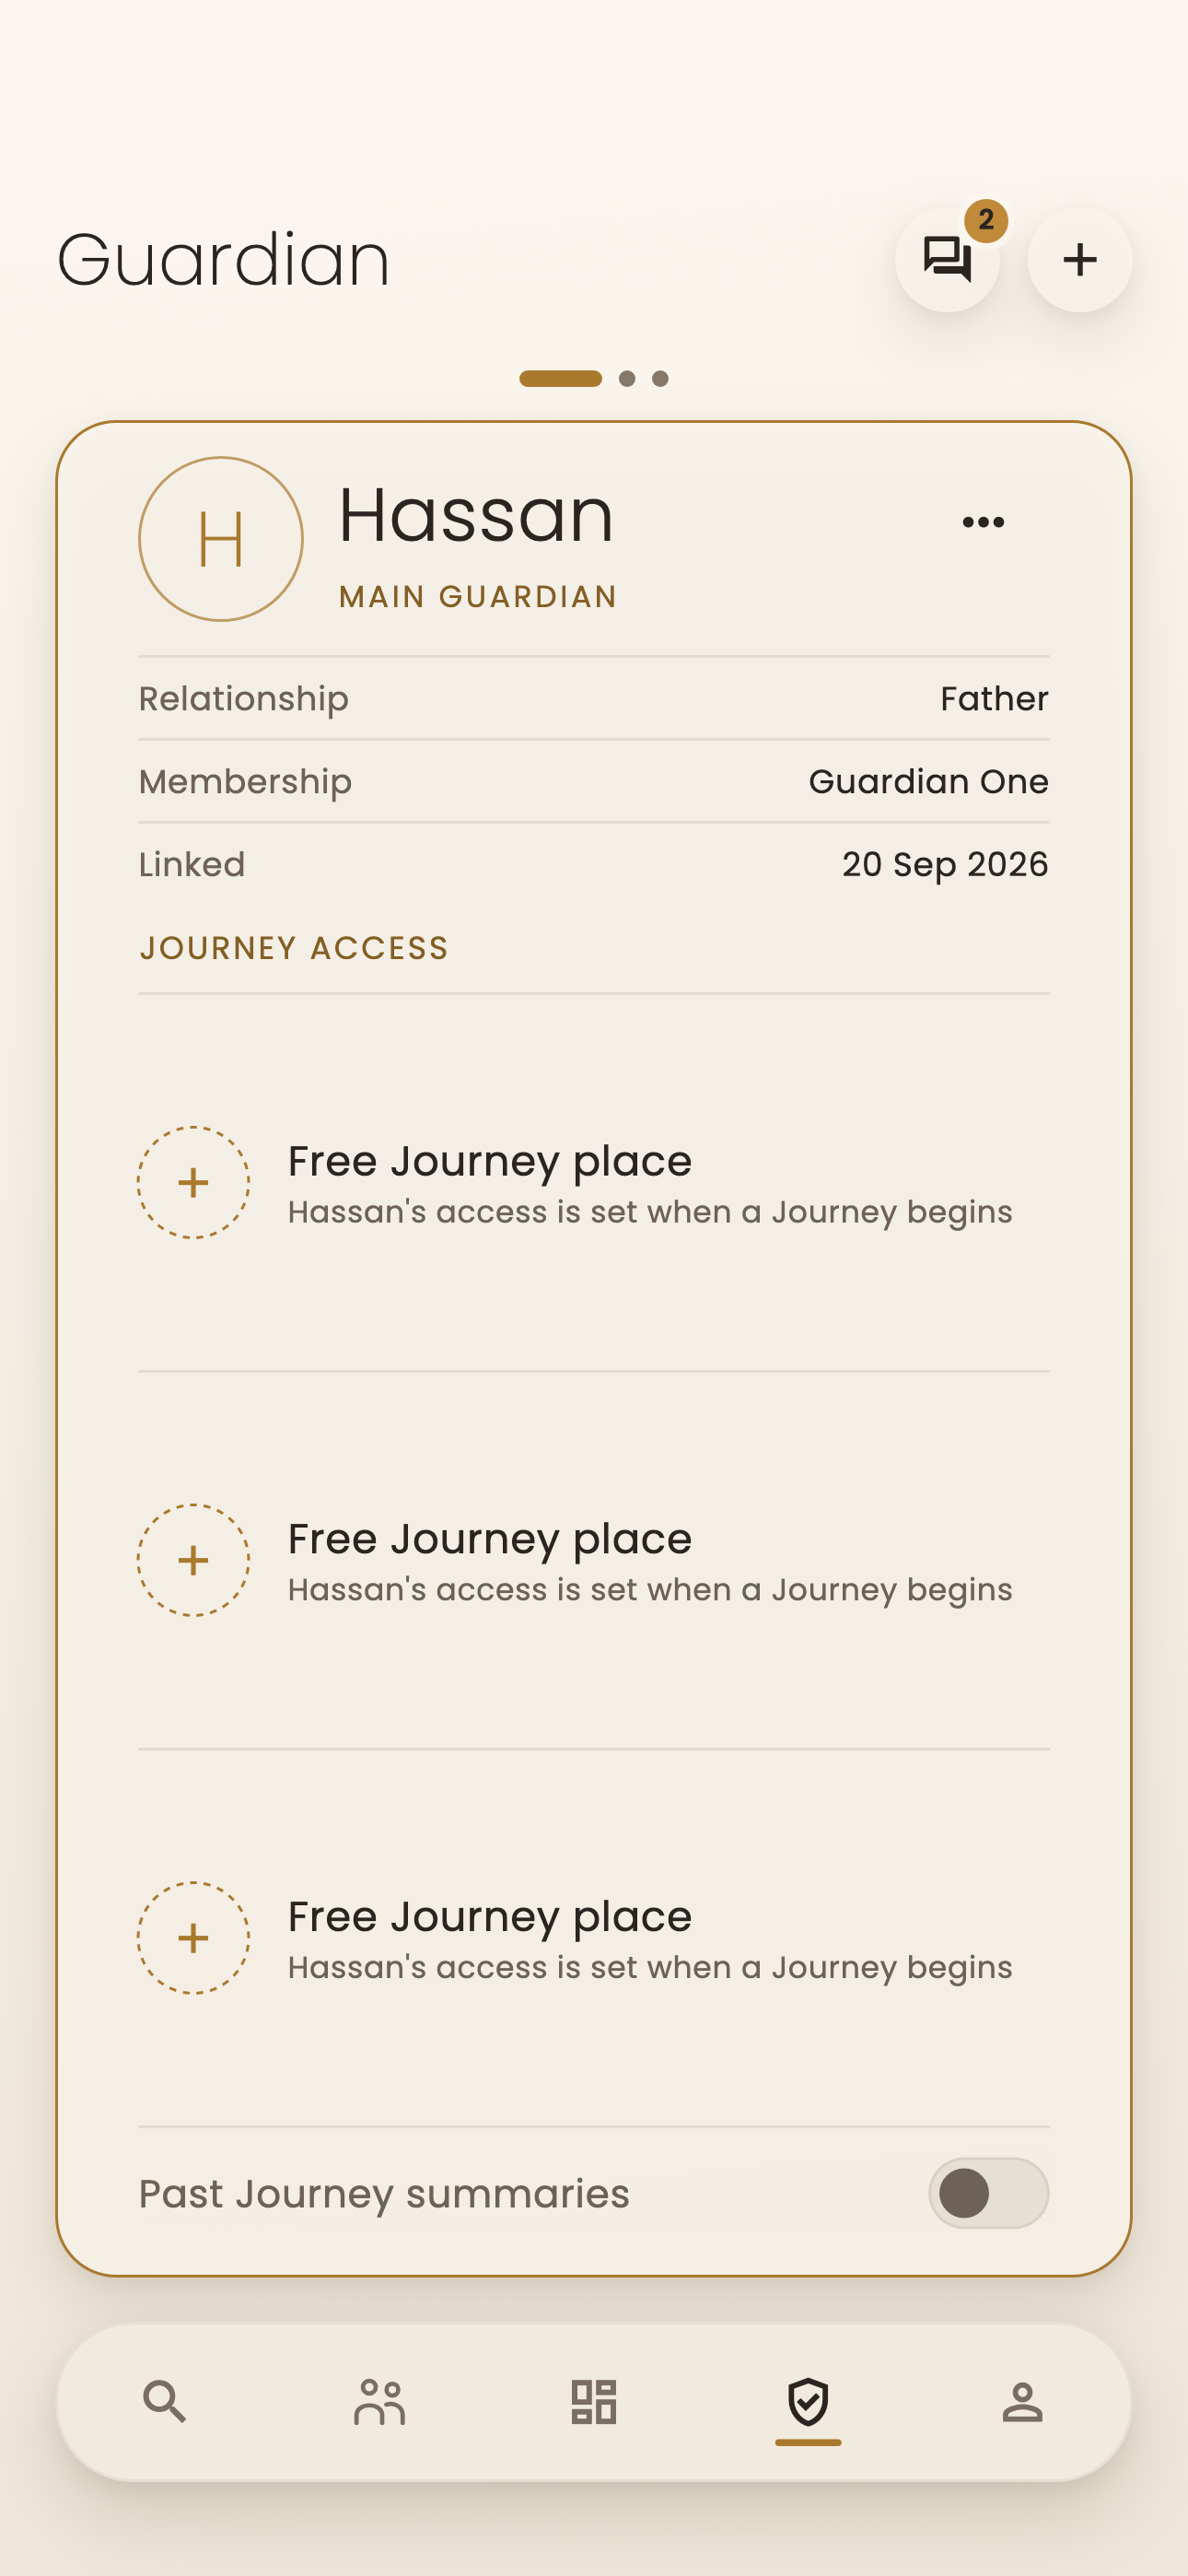 Guardian
2
H
Hassan
MAIN GUARDIAN
Relationship Father
Membership Guardian One
Linked 20 Sep 2026
JOURNEY ACCESS
Free Journey place
Hassan's access is set when a Journey begins
Free Journey place
Hassan's access is set when a Journey begins
Free Journey place
Hassan's access is set when a Journey begins
Past Journey summaries